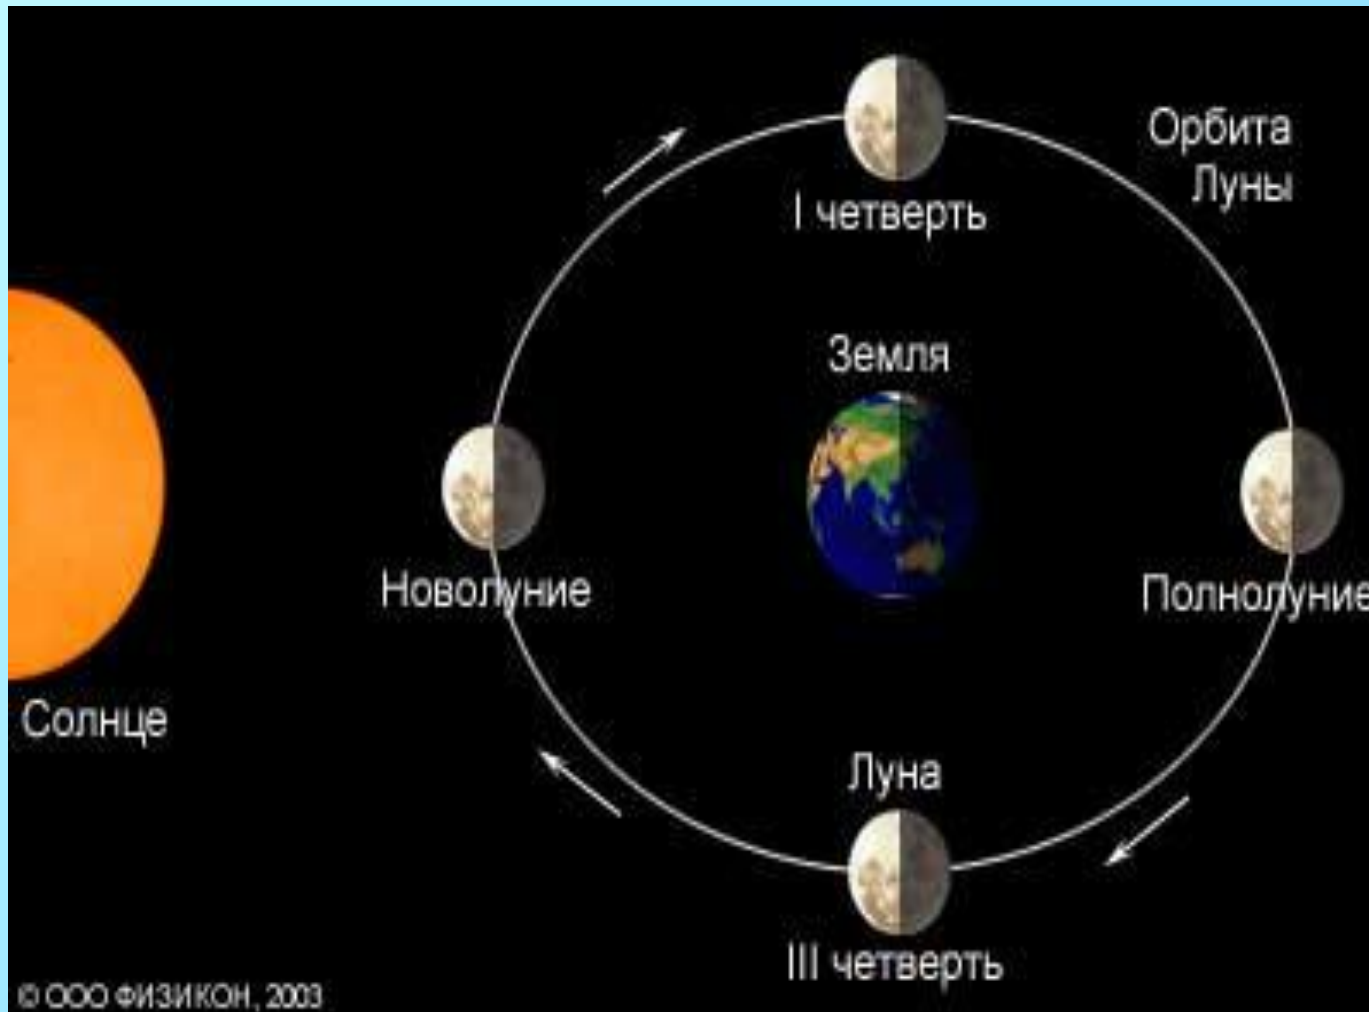 Орбита
Луны
I четверть
Земля
Новолуние
Полнолуние
Солнце
Луна
III четверть
© ООО ФИЗИКОН, 2003